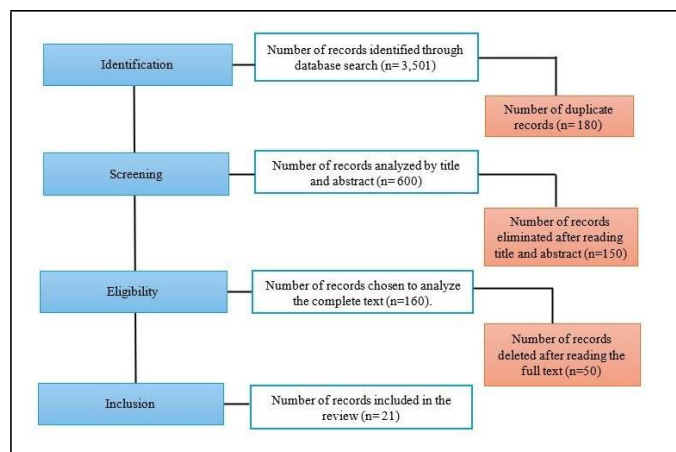 Identification
Number of records identified through
database search (n= 3,501)
Number of duplicate
records (n= 180)
Screening
Number of records analyzed by title
and abstract (n= 600)
Number of records
eliminated after reading
title and abstract (n=150)
Eligibility
Number of records chosen to analyze
the complete text (n=160).
Number of records
deleted after reading the
full text (n=50)
Inclusion
Number of records included in the
review (n= 21)